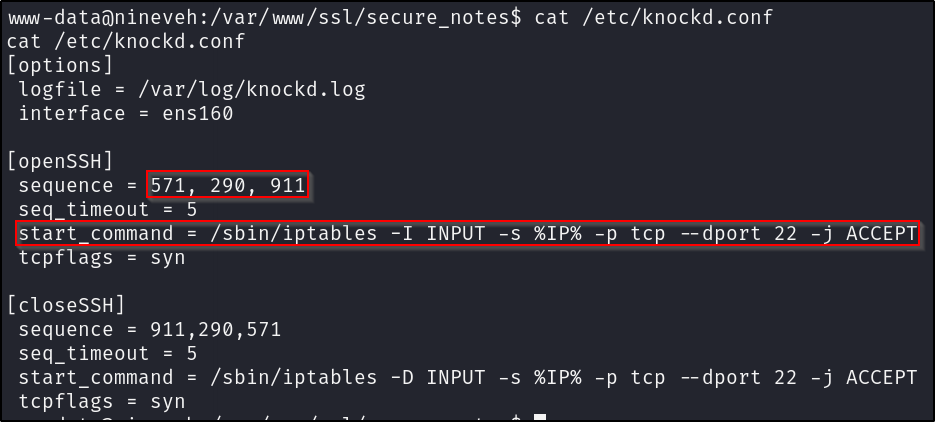 www-data@nineveh:/var/www/ssl/secure_notes$ cat /etc/knockd.conf
cat /etc/knockd.conf
[options]
logfile = /var/log/knockd.log
interface = ens160
[openSSH]
sequence = 571, 290, 911
seq_timeout = 5
start_command = /sbin/iptables -I INPUT -s %IP% -p tcp --dport 22 -j ACCEPT
tcpflags = syn
[closeSSH]
sequence = 911,290,571
seq_timeout = 5
start_command = /sbin/iptables -D INPUT -s %IP% -p tcp --dport 22 -j ACCEPT
tcpflags = syn